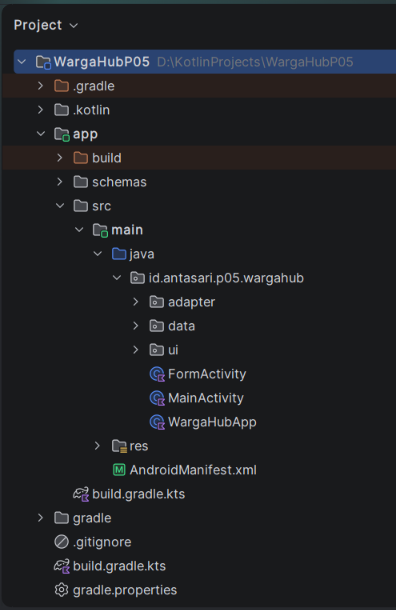 Project
WargaHubP05 D:\KotlinProjects\WargaHubP05
.gradle
.kotlin
app
build
schemas
src
main
java
id.antasari.p05.wargahub
adapter
data
ui
FormActivity
MainActivity
WargaHubApp
res
AndroidManifest.xml
build.gradle.kts
gradle
.gitignore
build.gradle.kts
gradle.properties